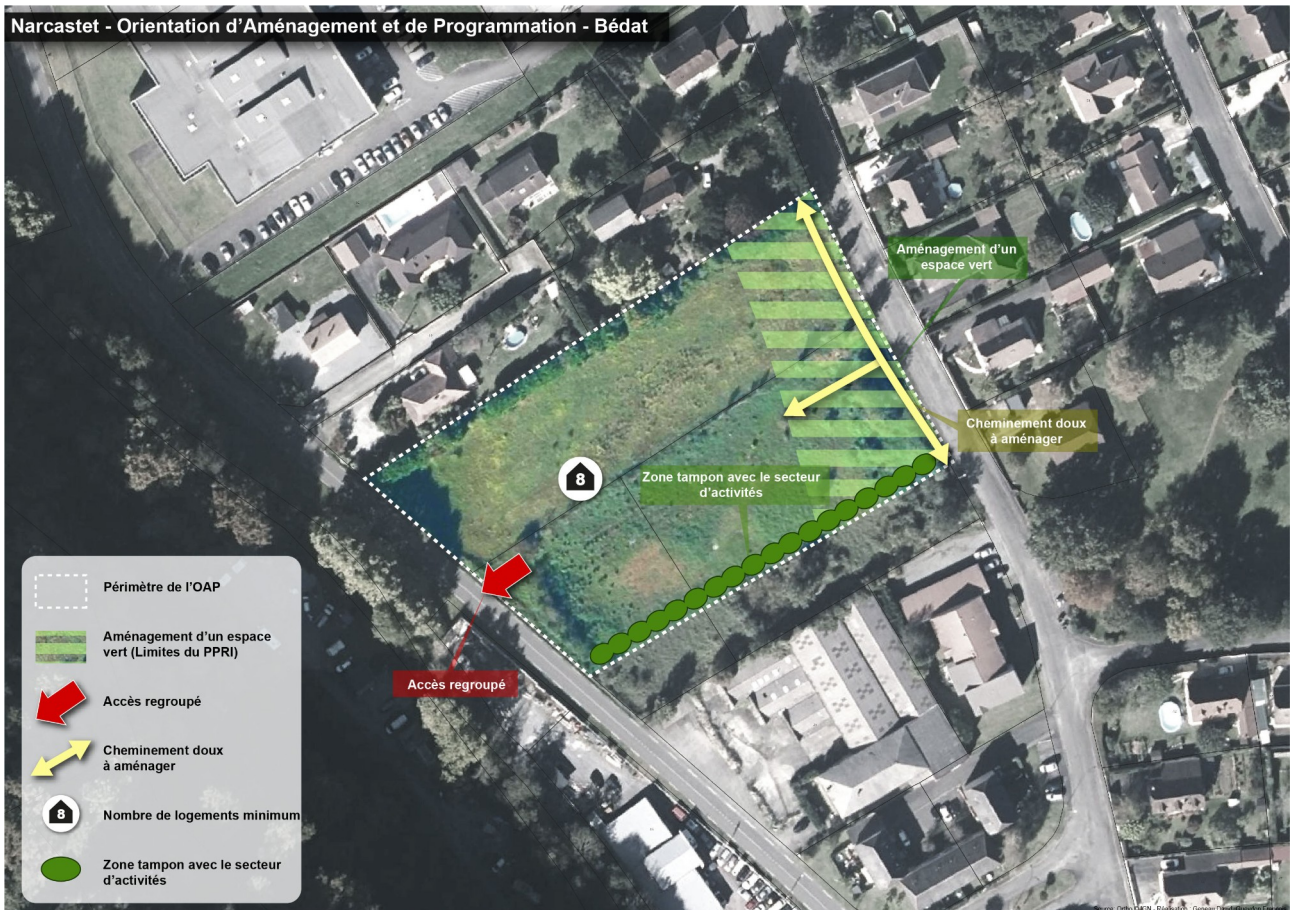 Narcastet - Orientation d'Aménagement et de Programmation - Bédat
Aménagement d'un
espace vert
Cheminement doux
à aménager
Zone tampon avec le secteur
d'activités
8
Accès regroupé
Périmètre de l'OAP
Aménagement d'un espace
vert (Limites du PPRI)
Accès regroupé
Cheminement doux
à aménager
8
Nombre de logements minimum
Zone tampon avec le secteur
d'activités